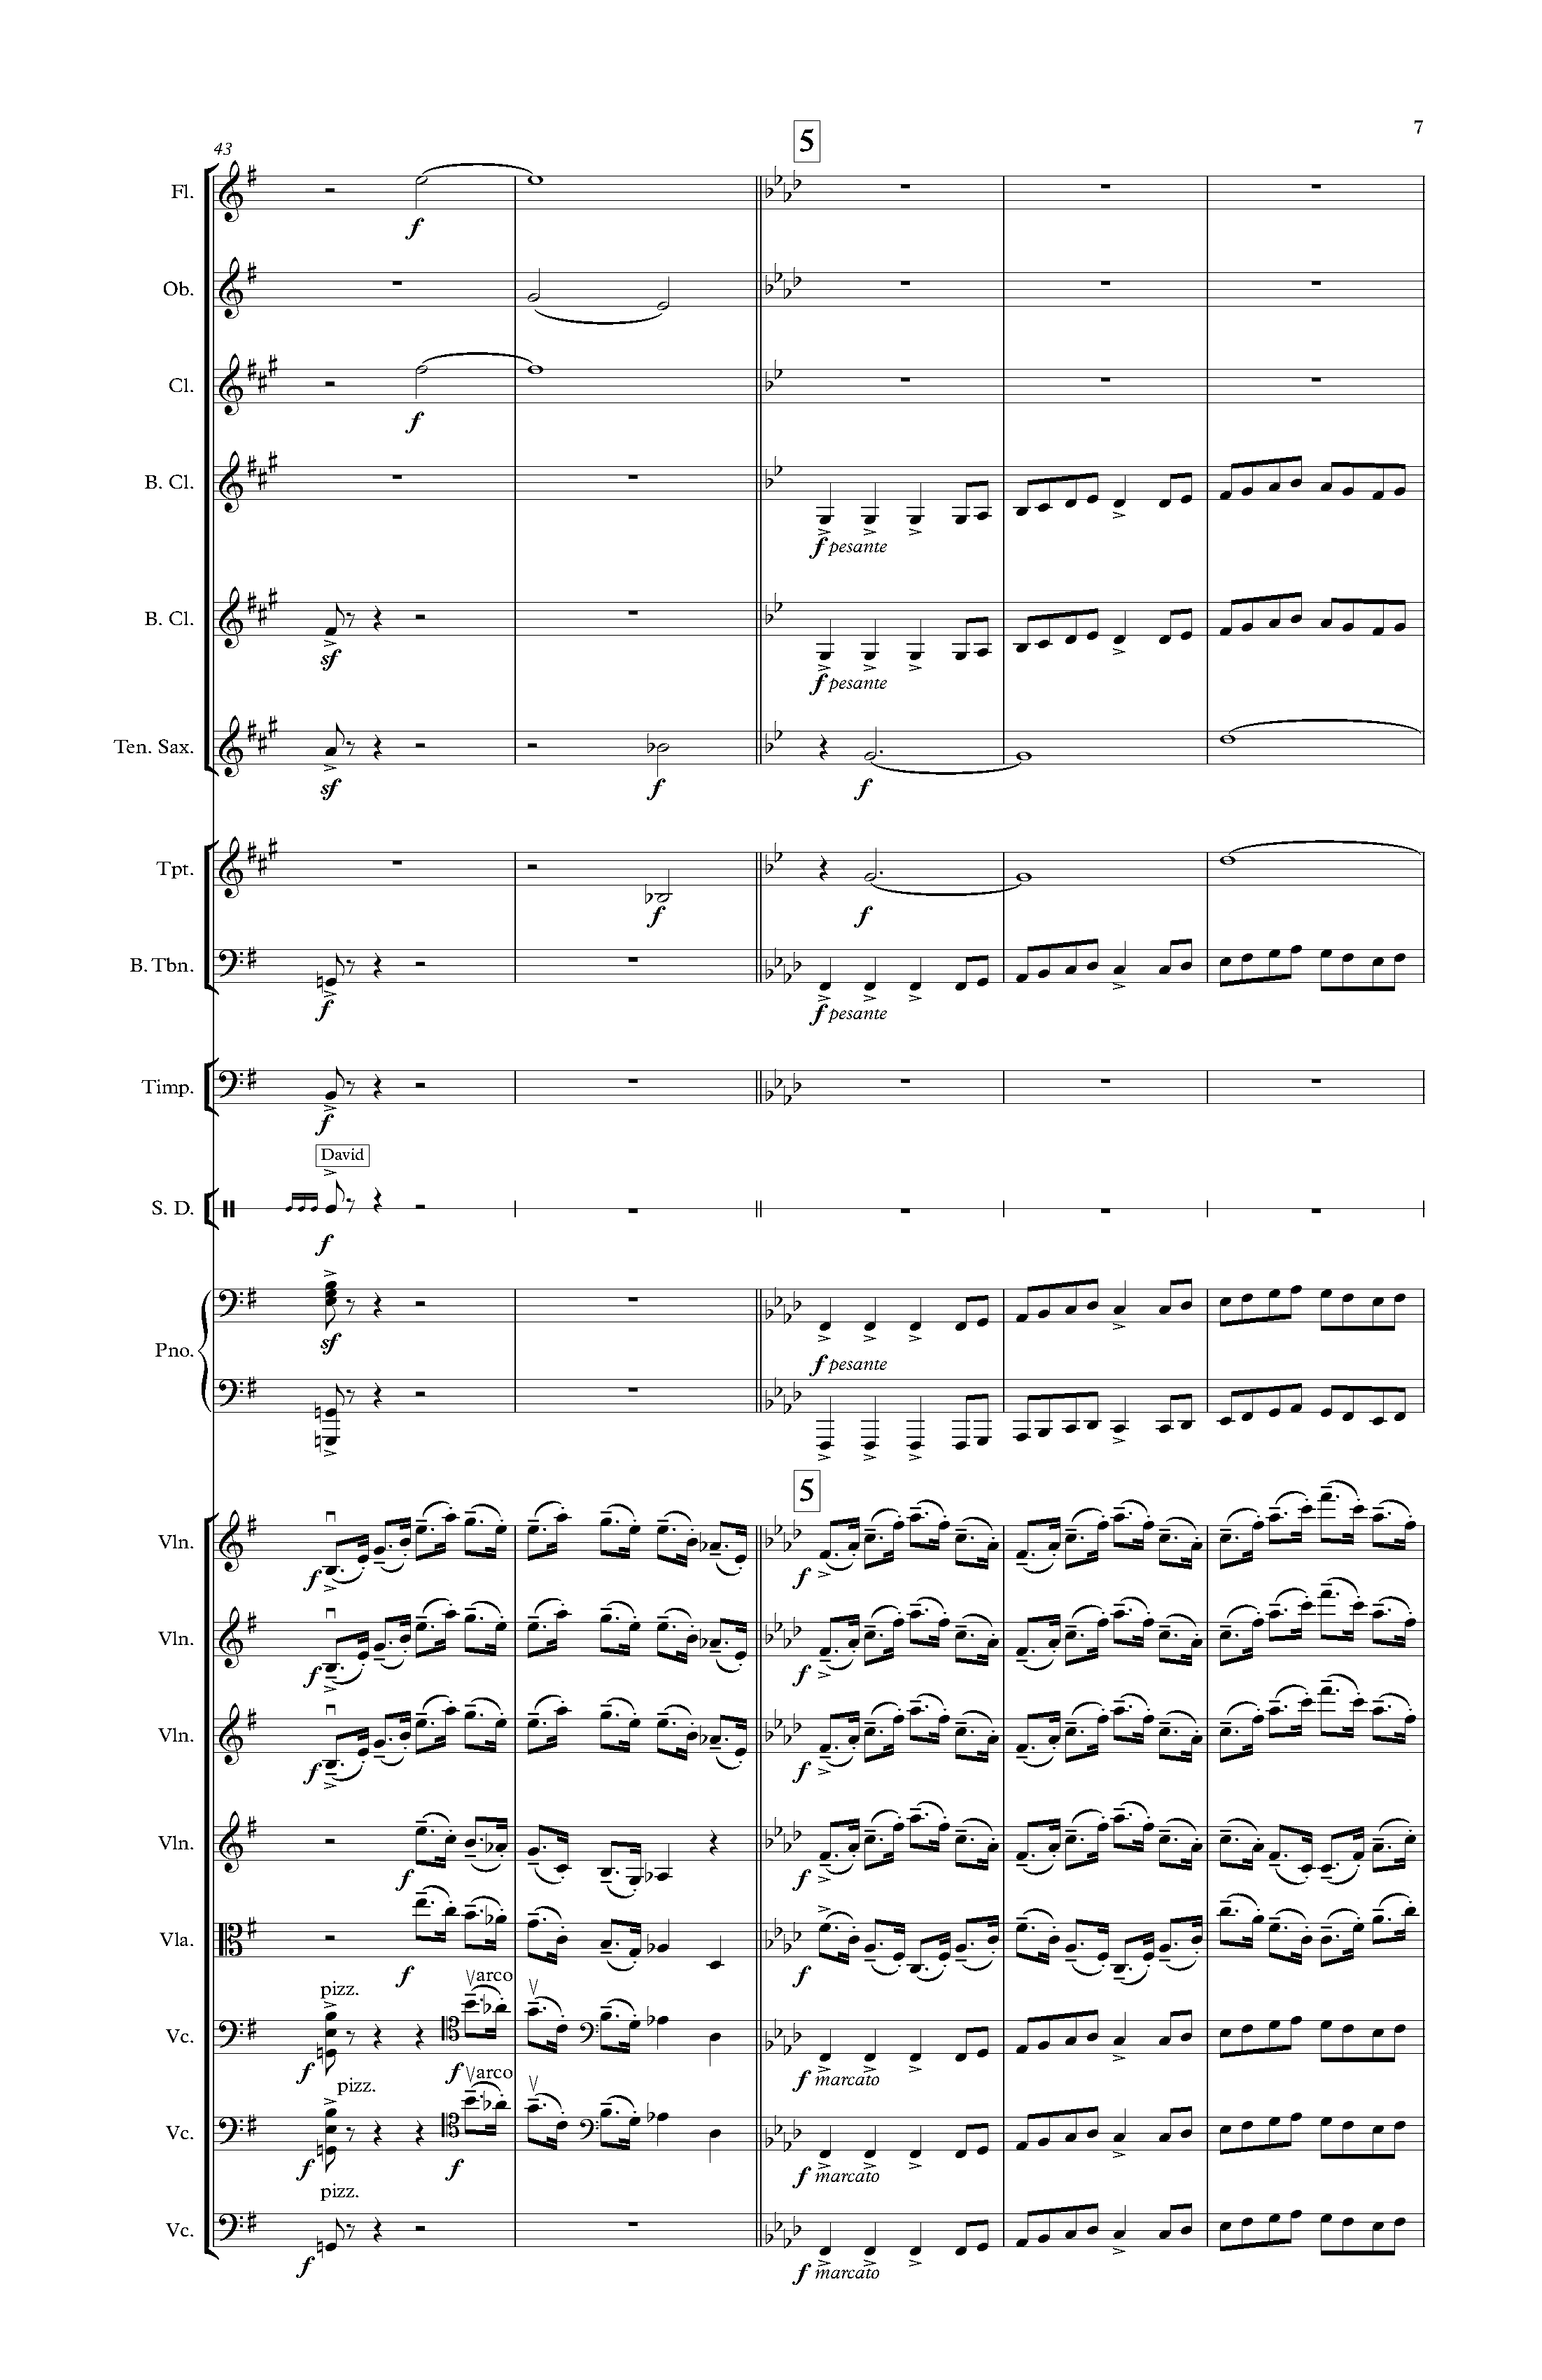 7
5
43
Fl.
f
Ob.
Cl.
f
B. Cl.
f pesante
B. Cl.
sf
f pesante
Ten. Sax.
sf f f
Tpt.
f f
B. Tbn.
f f pesante
Timp.
f
David
S. D.
f
sf
Pno.
f pesante
5
Vln.
f f
Vln.
f f
Vln.
f f
Vln.
f f
Vla.
f f
pizz. arco
Vc.
f f f marcato
pizz. arco
Vc.
f f f marcato
pizz.
Vc.
f f marcato